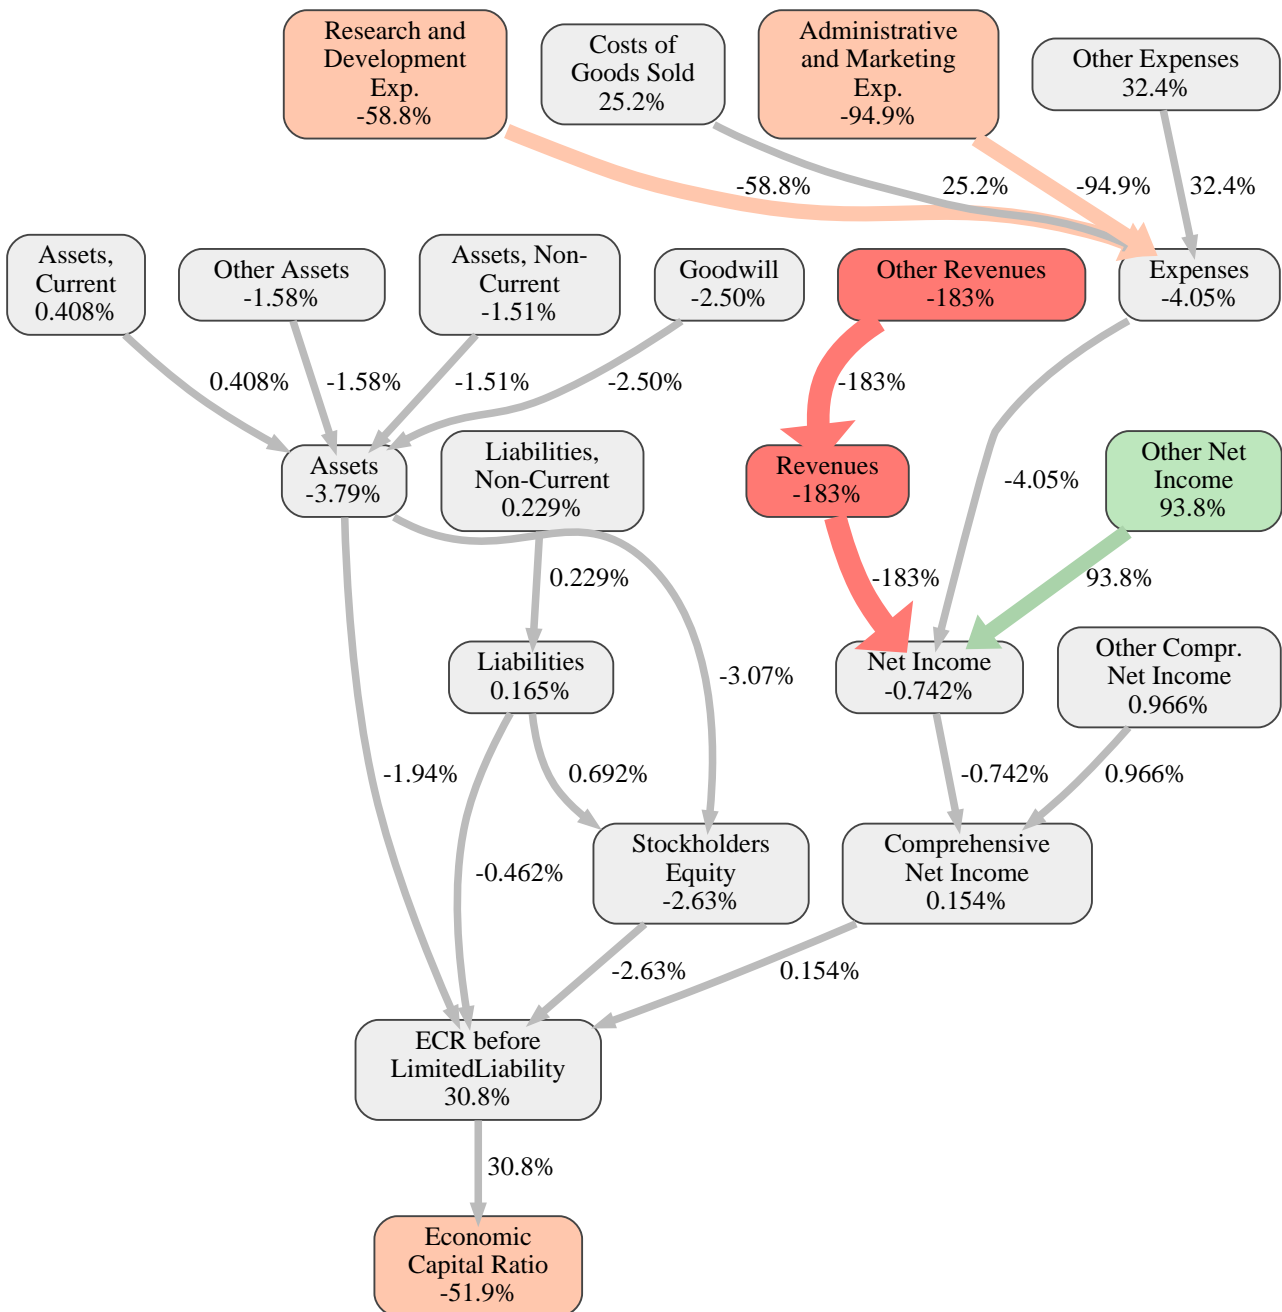 Research and
Development
Exp.
-58.8%
Costs of
Goods Sold
25.2%
Administrative
and Marketing
Exp.
-94.9%
Other Expenses
32.4%
-58.8%
25.2%
-94.9%
32.4%
Assets,
Current
0.408%
Other Assets
-1.58%
Assets, Non-
Current
-1.51%
Goodwill
-2.50%
Other Revenues
-183%
Expenses
-4.05%
0.408%
-1.58%
-1.51%
-2.50%
-183%
Assets
-3.79%
Liabilities,
Non-Current
0.229%
Revenues
-183%
-4.05%
Other Net
Income
93.8%
0.229%
-183%
93.8%
Liabilities
0.165%
-3.07%
Net Income
-0.742%
Other Compr.
Net Income
0.966%
-1.94%
0.692%
-0.742%
0.966%
-0.462%
Stockholders
Equity
-2.63%
Comprehensive
Net Income
0.154%
-2.63%
0.154%
ECR before
LimitedLiability
30.8%
30.8%
Economic
Capital Ratio
-51.9%